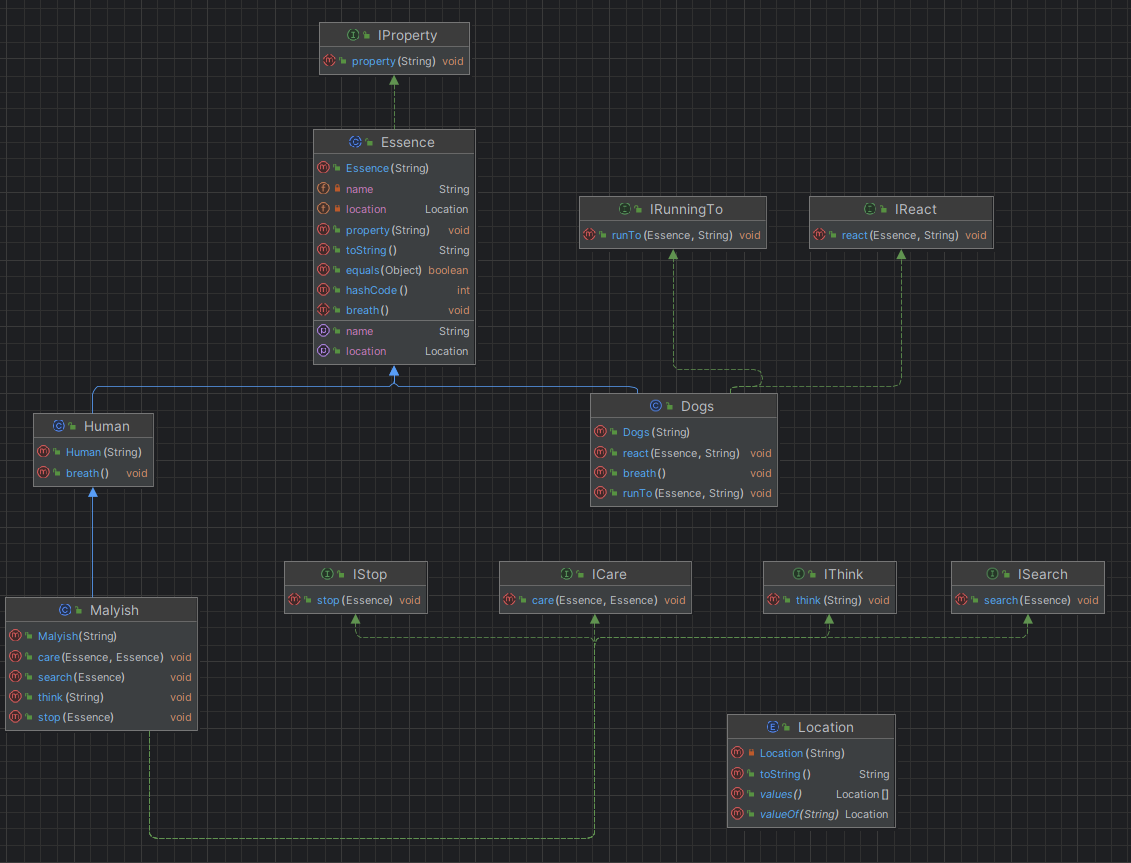 IProperty
property(String) void
Essence
Essence(String)
name String
location Location
property(String) void
toString() String
equals(Object) boolean
hashCode() int
breath() void
name String
location Location
IRunningTo
runTo(Essence, String) void
IReact
react(Essence, String) void
Human
Human(String)
breath() void
Dogs
Dogs(String)
react(Essence, String) void
breath() void
runTo(Essence, String) void
IStop
stop(Essence) void
ICare
care(Essence, Essence) void
IThink
think(String) void
ISearch
search(Essence) void
Malyish
Malyish(String)
care(Essence, Essence) void
search(Essence) void
think(String) void
stop(Essence) void
Location
Location(String)
toString() String
values() Location[]
valueOf(String) Location